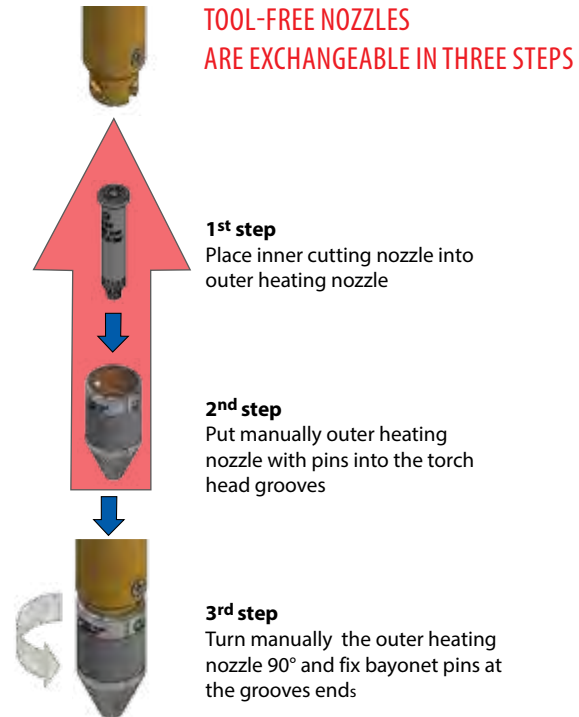 TOOL-FREE NOZZLES
ARE EXCHANGEABLE IN THREE STEPS
1st step
Place inner cutting nozzle into
outer heating nozzle
2nd step
Put manually outer heating
nozzle with pins into the torch
head grooves
3rd step
Turn manually the outer heating
nozzle 90° and fix bayonet pins at
the grooves ends